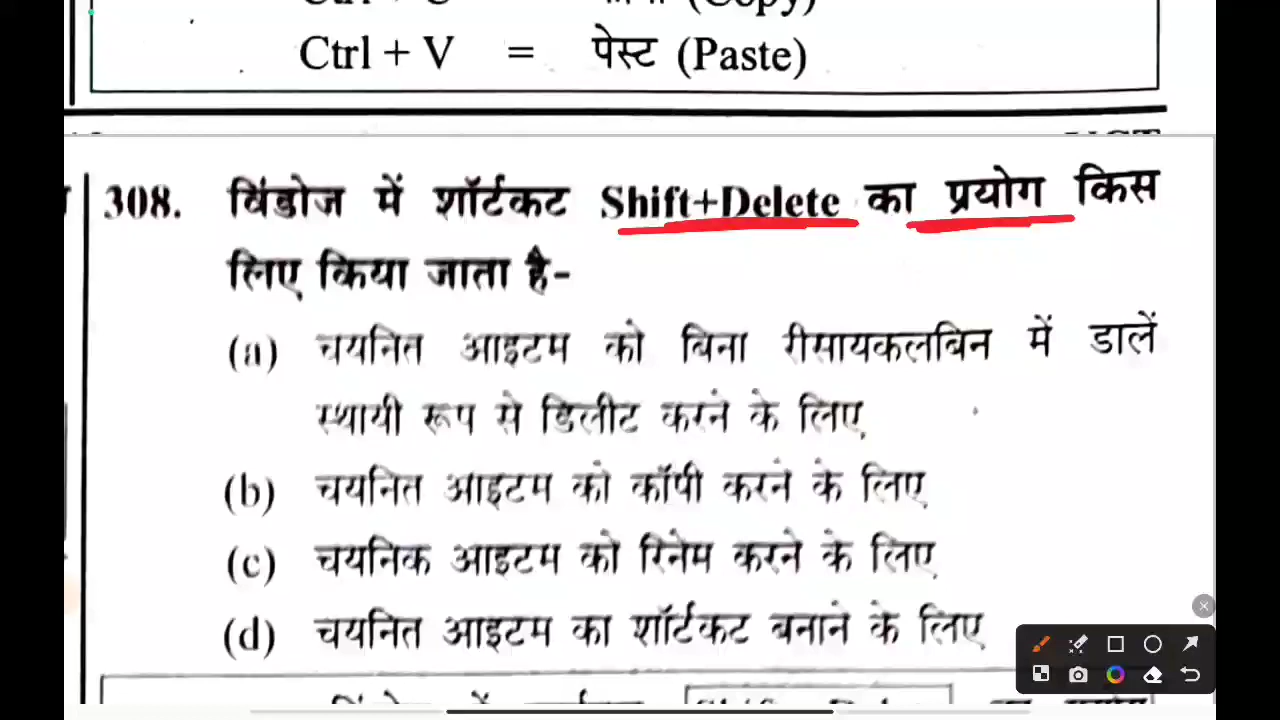 Ctrl + V = पेस्ट (Paste)
308. विंडोज में शॉर्टकट Shift+Delete का प्रयोग किस
लिए किया जाता है-
(a) चयनित आइटम को बिना रीसायकलबिन में डालें
स्थायी रूप से डिलीट करने के लिए
(b) चयनित आइटम को कॉपी करने के लिए
(c) चयनिक आइटम को रिनेम करने के लिए
(d) चयनित आइटम का शॉर्टकट बनाने के लिए